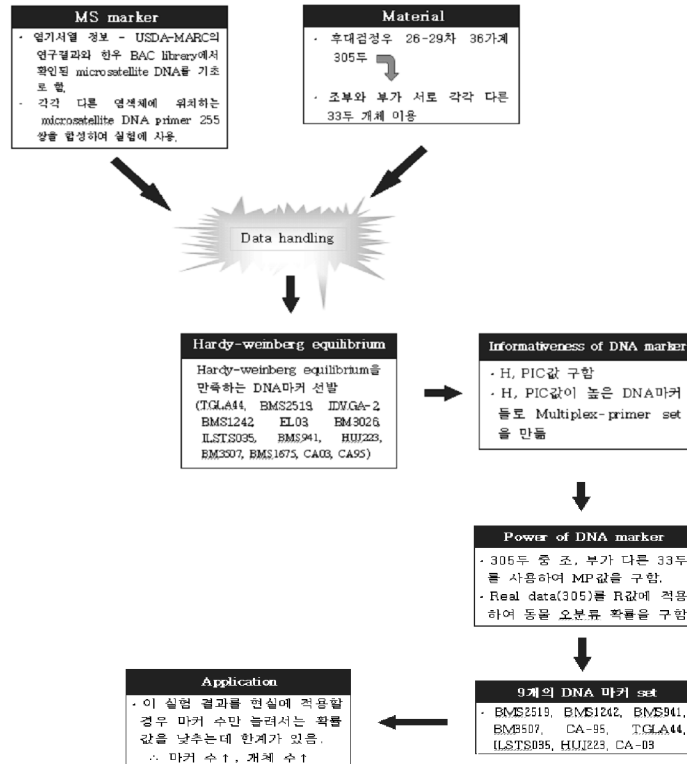 MS marker
· 염기서열 정보 - USDA-MARC의
연구결과와 한우 BAC library에서
확인된 microsatellite DNA를 기초
로 함.
· 각각 다른 염색체에 위치하는
microsatellite DNA primer 255
쌍을 합성하여 실험에 사용.
Material
· 후대검정우 26-29차 36가계
305두
· 조부와 부가 서로 각각 다른
33두 개체 이용
Data handling
Hardy-weinberg equilibrium
Hardy-weinberg equilibrium을
만족하는 DNA마커 선발
(TGLA44, BMS2519, IDVGA-2,
BMS1242, EL03, BM3026,
ILSTS035, BMS941, HUJ223,
BM3507, BMS1675, CA03, CA95)
Informativeness of DNA marker
· H, PIC값 구함
· H, PIC값이 높은 DNA마커
들로 Multiplex-primer set
을 만듦
Power of DNA marker
· 305두 중 조, 부가 다른 33두
를 사용하여 MP값을 구함.
· Real data(305)를 R값에 적용
하여 동물 오분류 확률을 구함
9개의 DNA 마커 set
· BMS2519, BMS1242, BMS941,
BM3507, CA-95, TGLA44,
ILSTS035, HUJ223, CA-03
Application
· 이 실험 결과를 현실에 적용할
경우 마커 수만 늘려서는 확률
값을 낮추는데 한계가 있음.
∴ 마커 수↑, 개체 수↑